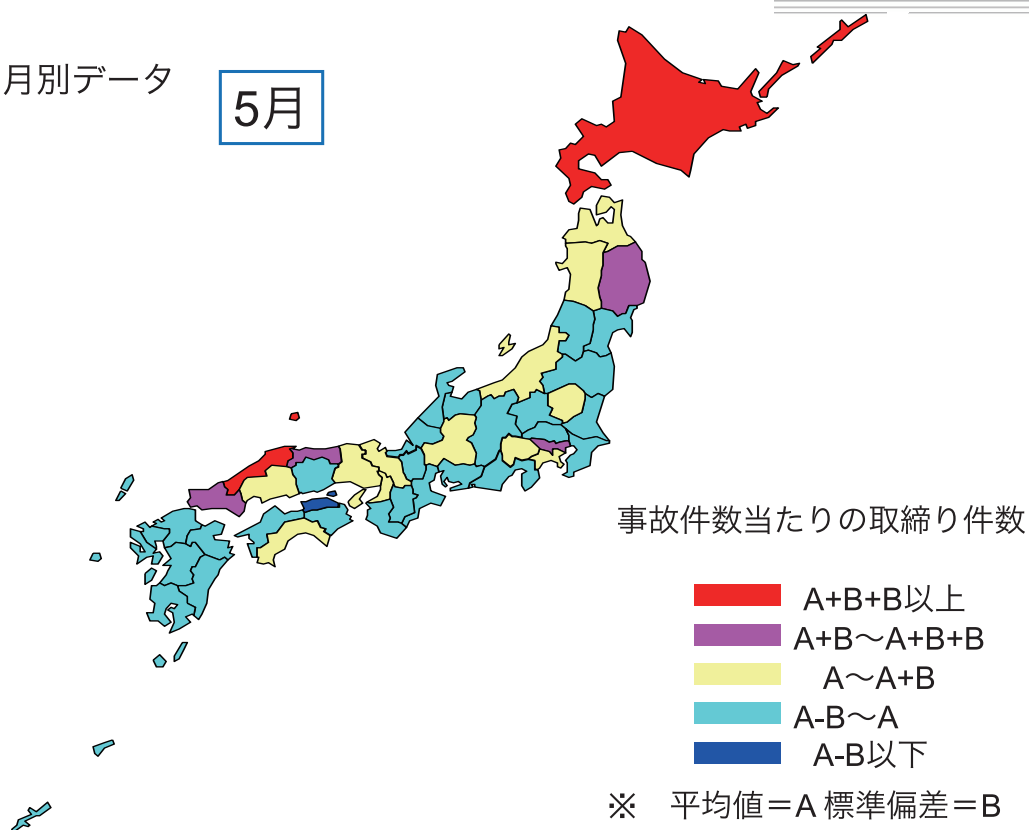 月別データ
5月
事故件数当たりの取締り件数
A+B+B以上
A+B～A+B+B
A～A+B
A-B～A
A-B以下
※ 平均値＝A 標準偏差＝B